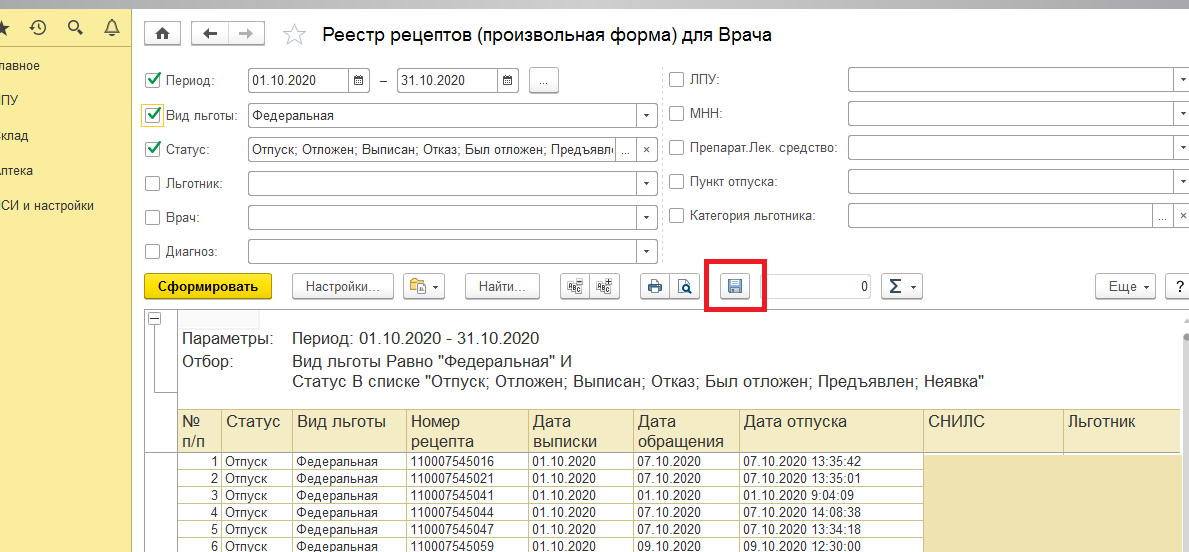 Реестр рецептов (произвольная форма) для Врача
лавное
ПУ
клад
птека
СИ и настройки
Период: 01.10.2020 – 31.10.2020 ...
Вид льготы: Федеральная
Статус: Отпуск; Отложен; Выписан; Отказ; Был отложен; Предъявле ... ×
Льготник:
Врач:
Диагноз:
ЛПУ:
МНН:
Препарат.Лек. средство:
Пункт отпуска:
Категория льготника: ... ×
Сформировать Настройки... Найти... 0 Σ Еще ?
Параметры: Период: 01.10.2020 - 31.10.2020
Отбор: Вид льготы Равно "Федеральная" И
Статус В списке "Отпуск; Отложен; Выписан; Отказ; Был отложен; Предъявлен; Неявка"
№ п/п Статус Вид льготы Номер рецепта Дата выписки Дата обращения Дата отпуска СНИЛС Льготник
1 Отпуск Федеральная 110007545016 01.10.2020 07.10.2020 07.10.2020 13:35:42
2 Отпуск Федеральная 110007545021 01.10.2020 07.10.2020 07.10.2020 13:35:01
3 Отпуск Федеральная 110007545041 01.10.2020 01.10.2020 01.10.2020 9:04:09
4 Отпуск Федеральная 110007545044 01.10.2020 07.10.2020 07.10.2020 14:08:38
5 Отпуск Федеральная 110007545047 01.10.2020 07.10.2020 07.10.2020 13:34:18
6 Отпуск Федеральная 110007545059 01.10.2020 09.10.2020 09.10.2020 12:30:00